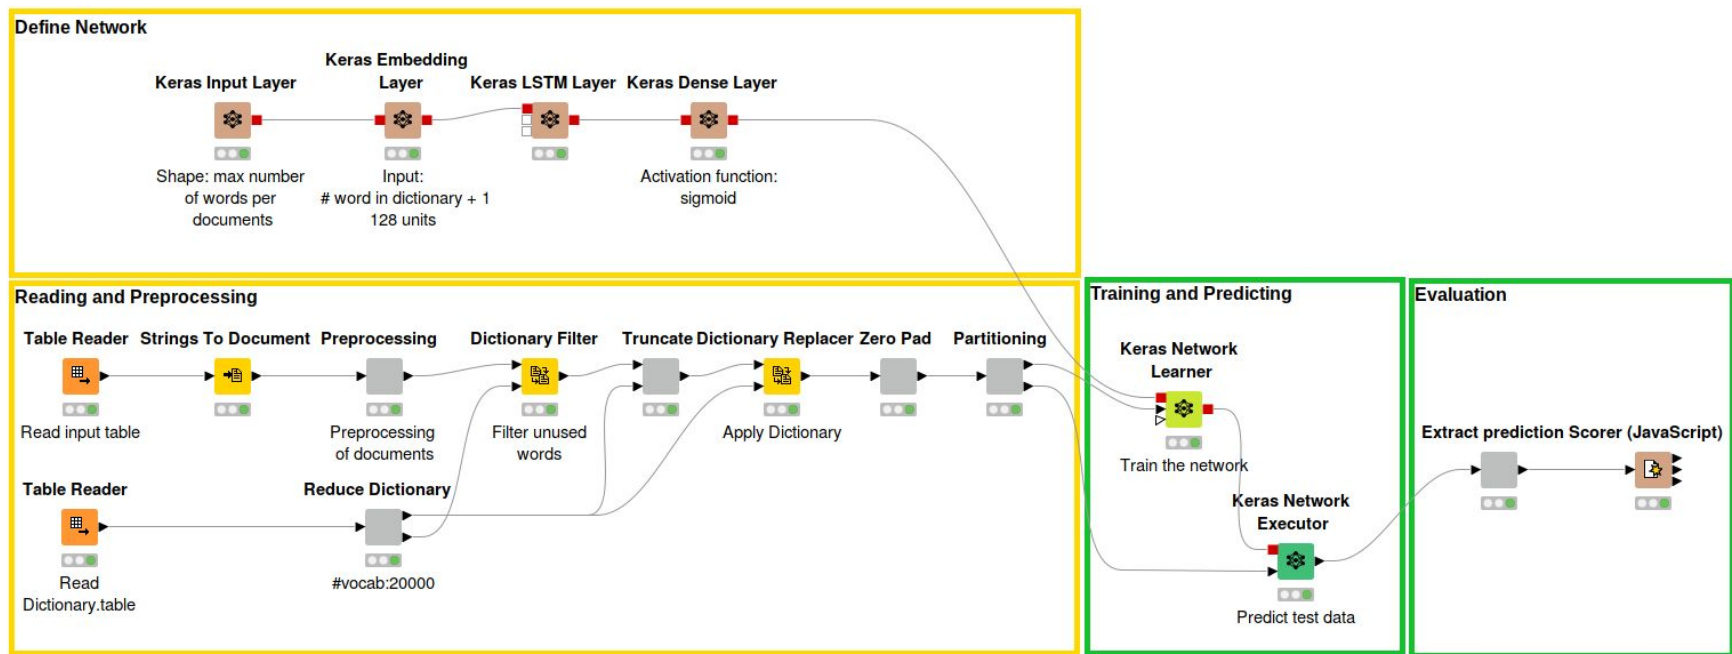 Define Network
Keras Input Layer
Keras Embedding
Layer
Keras LSTM Layer
Keras Dense Layer
Shape: max number
of words per
documents
Input:
# word in dictionary + 1
128 units
Activation function:
sigmoid
Reading and Preprocessing
Table Reader
Strings To Document
Preprocessing
Dictionary Filter
Truncate
Dictionary Replacer
Zero Pad
Partitioning
Read input table
Preprocessing
of documents
Filter unused
words
Apply Dictionary
Table Reader
Reduce Dictionary
Read
Dictionary.table
#vocab:20000
Training and Predicting
Keras Network
Learner
Train the network
Keras Network
Executor
Predict test data
Evaluation
Extract prediction
Scorer (JavaScript)